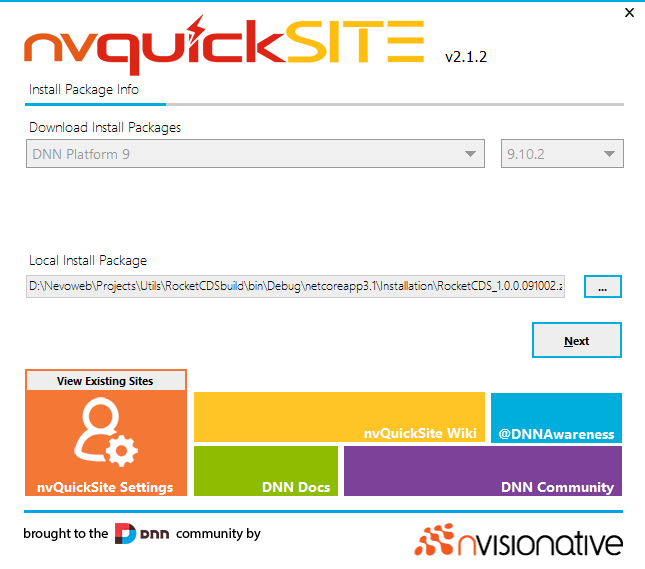 x
nvquickSITE v2.1.2
Install Package Info
Download Install Packages
DNN Platform 9 9.10.2
Local Install Package
D:\Nevoweb\Projects\Utils\RocketCDSbuild\bin\Debug\netcoreapp3.1\Installation\RocketCDS_1.0.0.091002.z ...
Next
View Existing Sites
nvQuickSite Wiki @DNNAwareness
nvQuickSite Settings DNN Docs DNN Community
brought to the DNN community by nvisionative